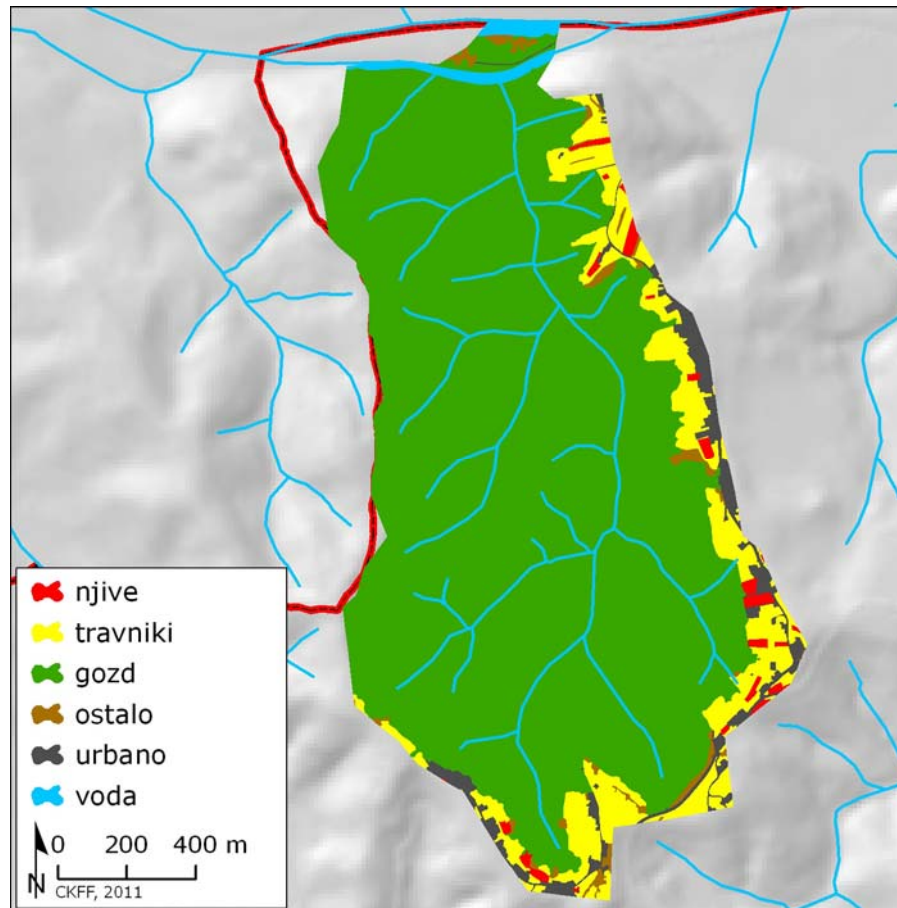 njive
travniki
gozd
ostalo
urbano
voda
0 200 400 m
N CKFF, 2011